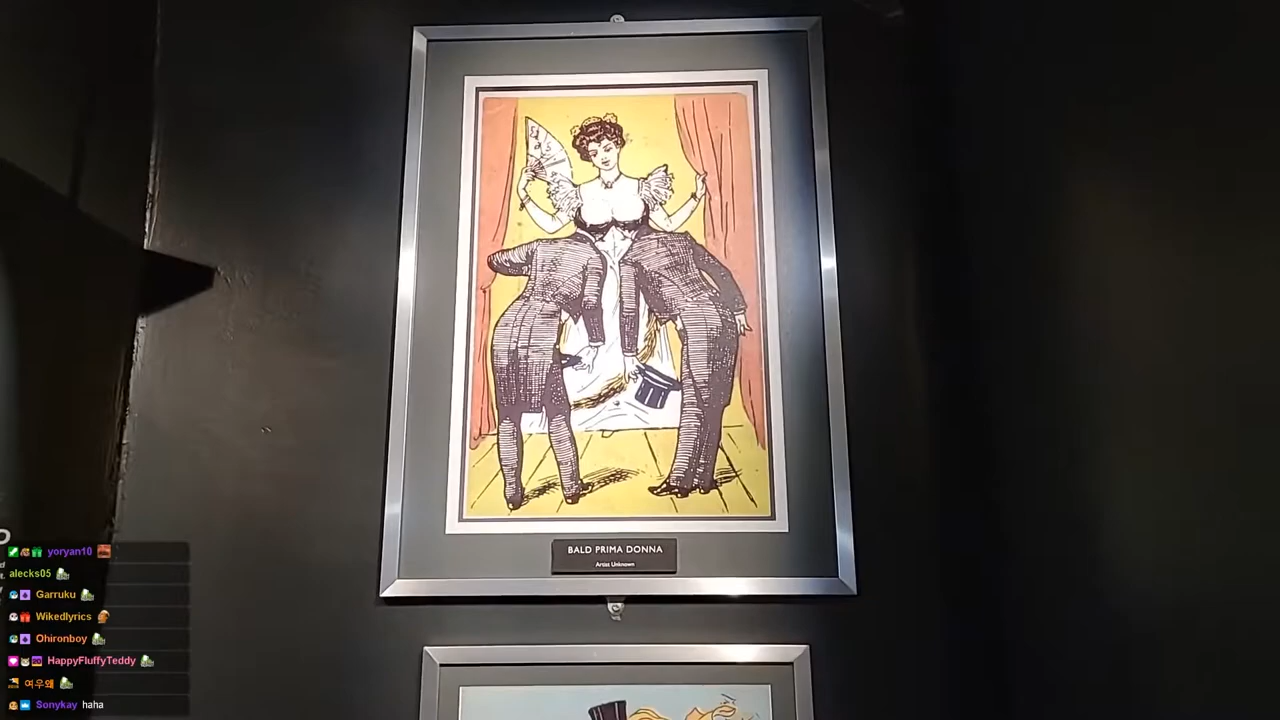 BALD PRIMA DONNA
Artist Unknown
yoryan10
alecks05
Garruku
Wikedlyrics
Ohironboy
HappyFluffyTeddy
여우왜
Sonykay haha